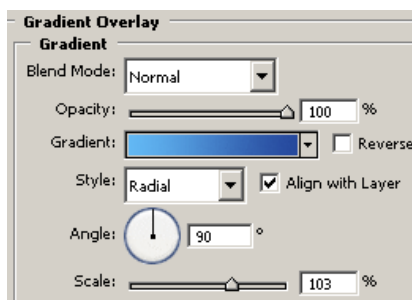 Gradient Overlay
Gradient
Blend Mode: Normal
Opacity: 100 %
Gradient: Reverse
Style: Radial Align with Layer
Angle: 90 °
Scale: 103 %